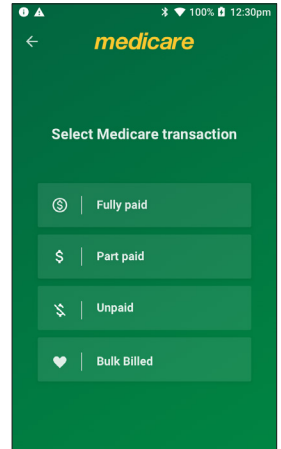 100% 12:30pm
medicare
Select Medicare transaction
Fully paid
Part paid
Unpaid
Bulk Billed